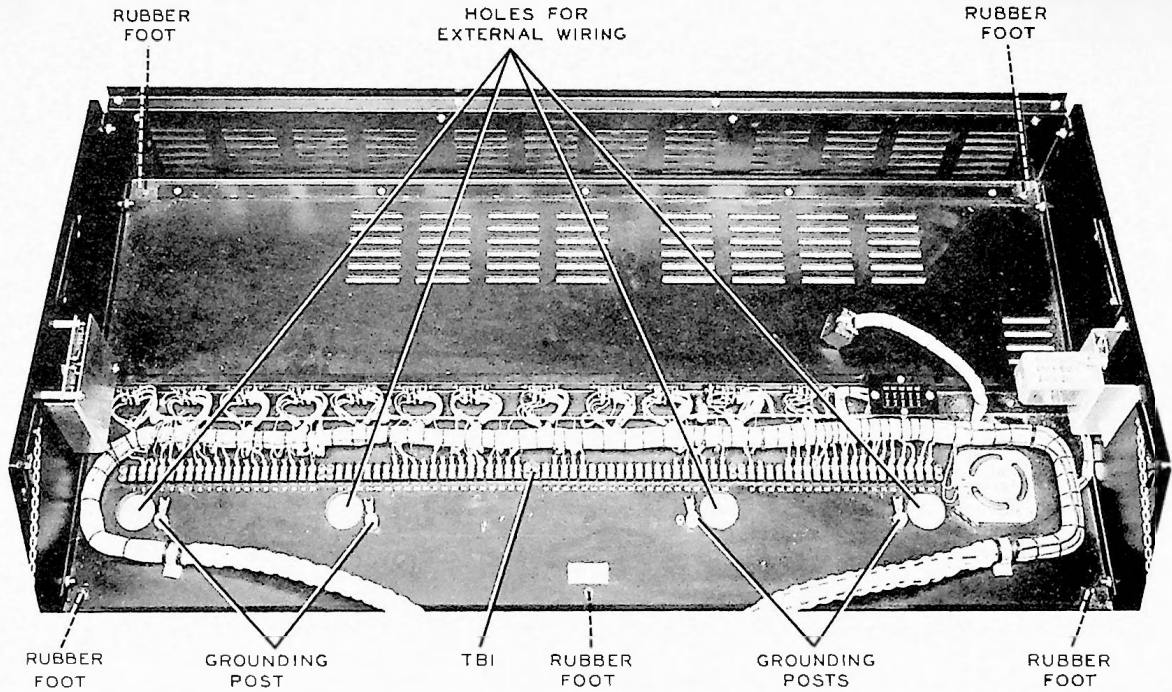 RUBBER
FOOT
HOLES FOR
EXTERNAL WIRING
RUBBER
FOOT
RUBBER
FOOT
GROUNDING
POST
TBI
RUBBER
FOOT
GROUNDING
POSTS
RUBBER
FOOT